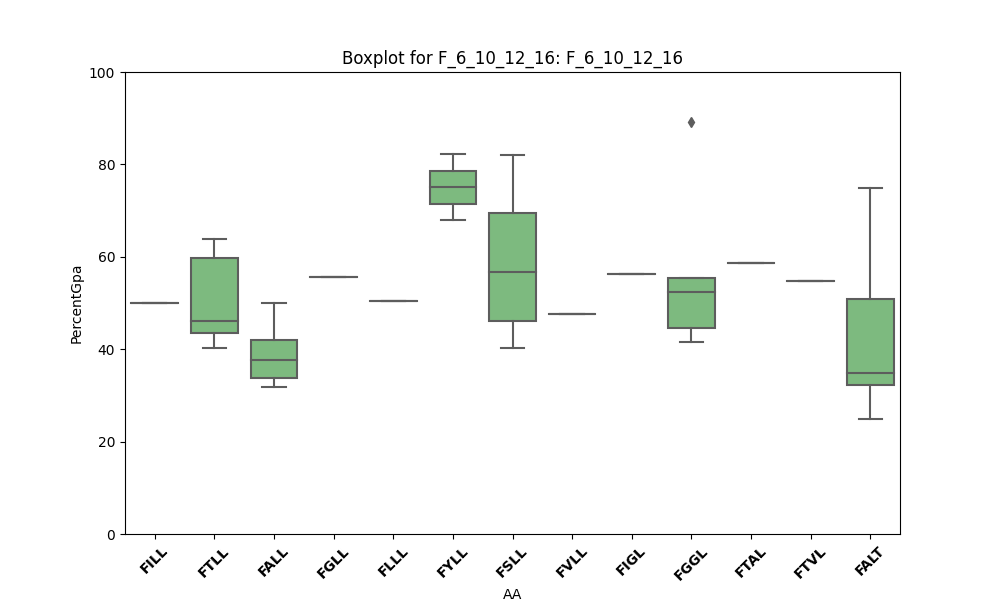 Boxplot for F_6_10_12_16: F_6_10_12_16
100
80
60
40
20
0
PercentGpa
FILL
FTLL
FALL
FGLL
FLLL
FYLL
FSLL
FVLL
FIGL
FGGL
FTAL
FTVL
FALT
AA